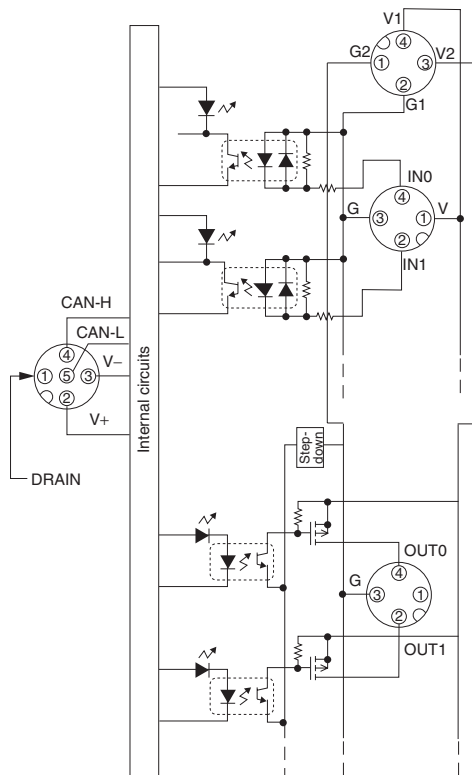 V1
4
G2
1
3
V2
2
G1
IN0
4
G
3
1
V
2
IN1
CAN-H
CAN-L
4
1
5
3
V–
2
V+
DRAIN
Internal circuits
Step-
down
OUT0
4
G
3
1
2
OUT1